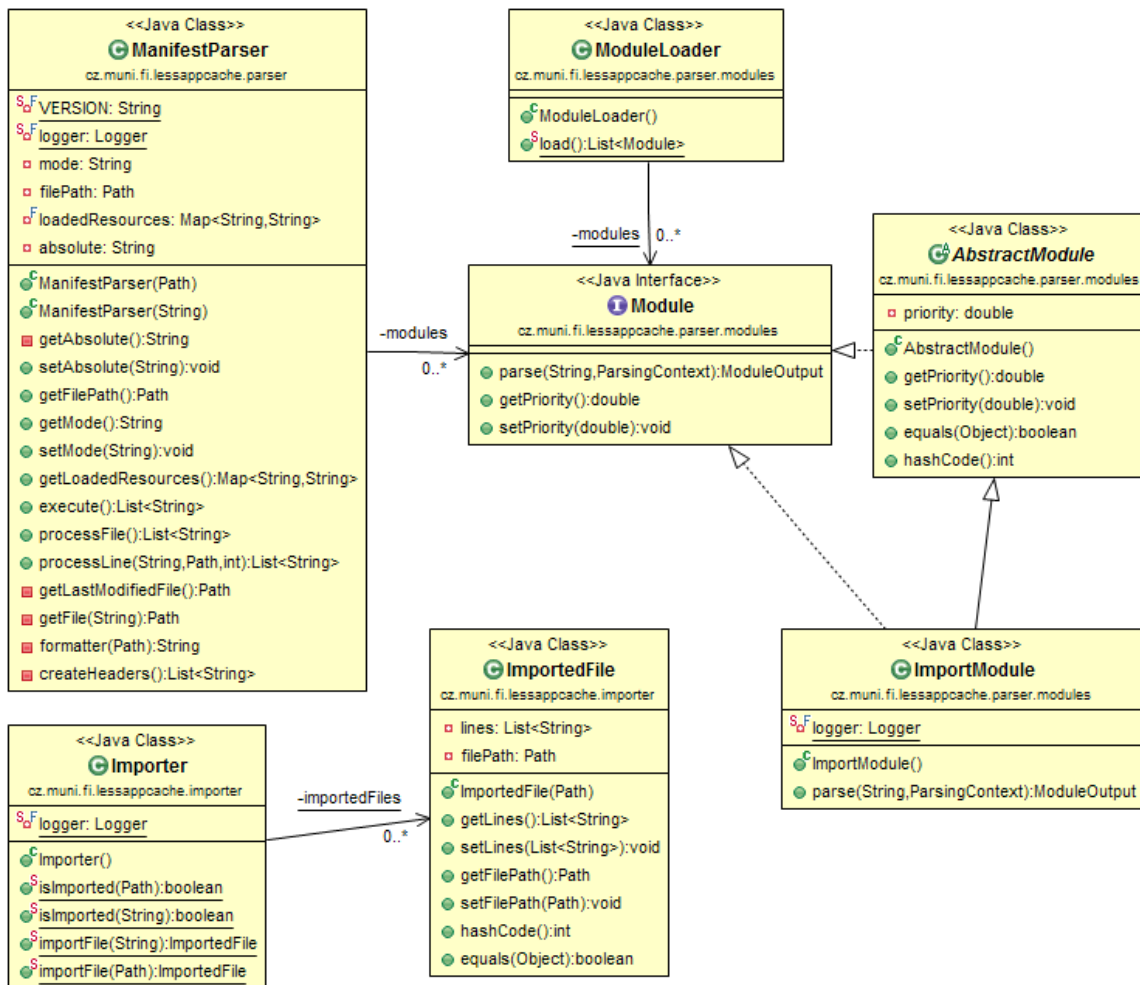 <<Java Class>>
ManifestParser
cz.muni.fi.lessappcache.parser
VERSION: String
logger: Logger
mode: String
filePath: Path
loadedResources: Map<String,String>
absolute: String
ManifestParser(Path)
ManifestParser(String)
getAbsolute():String
setAbsolute(String):void
getFilePath():Path
getMode():String
setMode(String):void
getLoadedResources():Map<String,String>
execute():List<String>
processFile():List<String>
processLine(String,Path,int):List<String>
getLastModifiedFile():Path
getFile(String):Path
formatter(Path):String
createHeaders():List<String>
-modules
0..*
<<Java Class>>
ModuleLoader
cz.muni.fi.lessappcache.parser.modules
ModuleLoader()
load():List<Module>
-modules
0..*
<<Java Interface>>
Module
cz.muni.fi.lessappcache.parser.modules
parse(String,ParsingContext):ModuleOutput
getPriority():double
setPriority(double):void
<<Java Class>>
AbstractModule
cz.muni.fi.lessappcache.parser.modules
priority: double
AbstractModule()
getPriority():double
setPriority(double):void
equals(Object):boolean
hashCode():int
<<Java Class>>
ImportModule
cz.muni.fi.lessappcache.parser.modules
logger: Logger
ImportModule()
parse(String,ParsingContext):ModuleOutput
<<Java Class>>
ImportedFile
cz.muni.fi.lessappcache.importer
lines: List<String>
filePath: Path
ImportedFile(Path)
getLines():List<String>
setLines(List<String>):void
getFilePath():Path
setFilePath(Path):void
hashCode():int
equals(Object):boolean
<<Java Class>>
Importer
cz.muni.fi.lessappcache.importer
logger: Logger
Importer()
isImported(Path):boolean
isImported(String):boolean
importFile(String):ImportedFile
importFile(Path):ImportedFile
-importedFiles
0..*